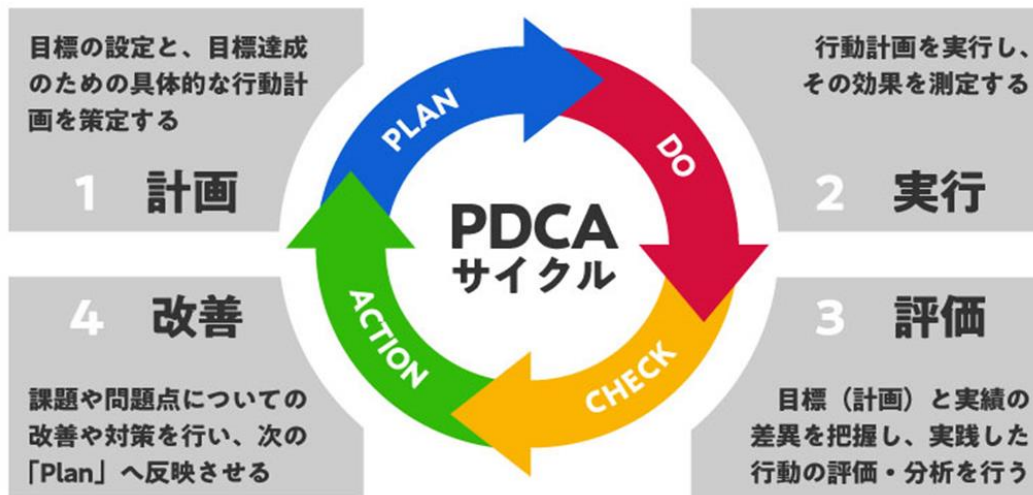 目標の設定と、目標達成
のための具体的な行動計
画を策定する
1 計画
PLAN
DO
行動計画を実行し、
その効果を測定する
2 実行
PDCA
サイクル
3 評価
目標（計画）と実績の
差異を把握し、実践した
行動の評価・分析を行う
CHECK
ACTION
4 改善
課題や問題点についての
改善や対策を行い、次の
「Plan」へ反映させる